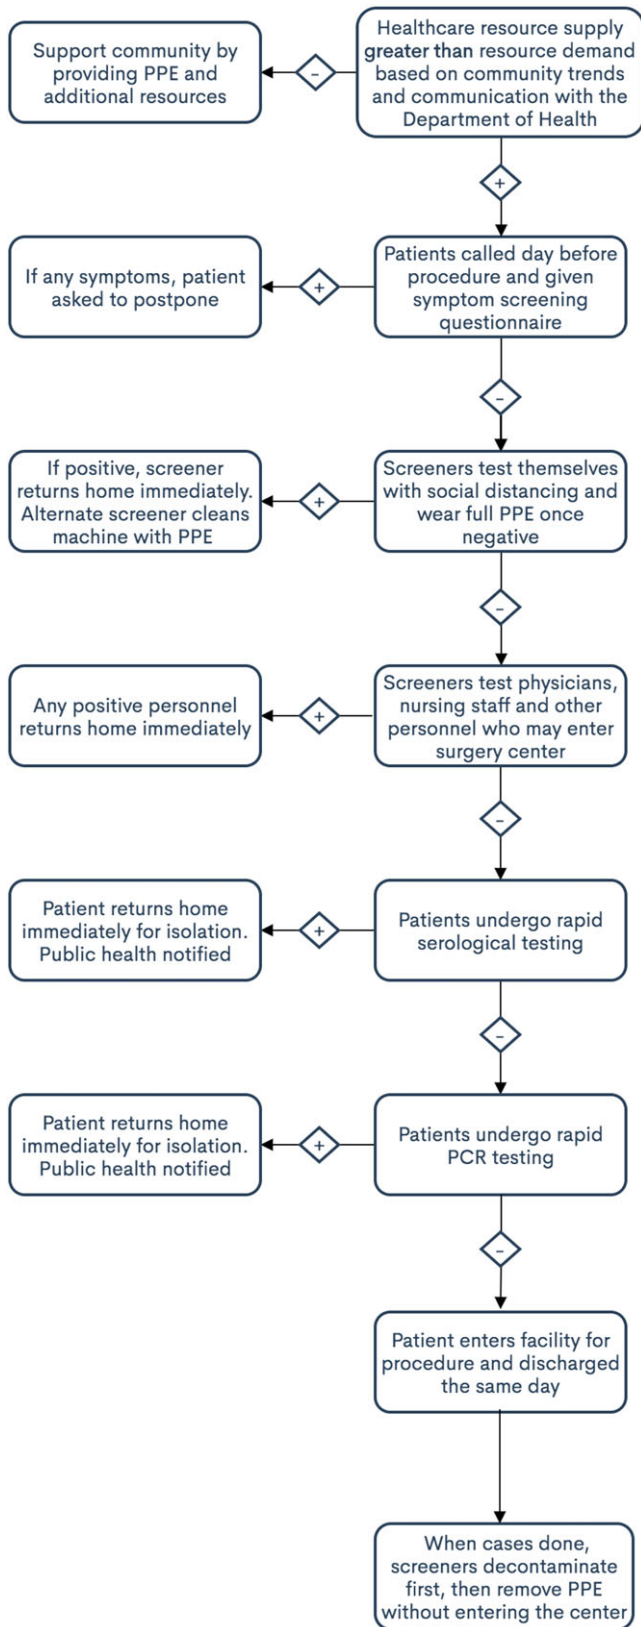 Healthcare resource supply
greater than resource demand
based on community trends
and communication with the
Department of Health
-
Support community by
providing PPE and
additional resources
+
Patients called day before
procedure and given
symptom screening
questionnaire
+
If any symptoms, patient
asked to postpone
-
Screeners test themselves
with social distancing and
wear full PPE once
negative
+
If positive, screener
returns home immediately.
Alternate screener cleans
machine with PPE
-
Screeners test physicians,
nursing staff and other
personnel who may enter
surgery center
+
Any positive personnel
returns home immediately
-
Patients undergo rapid
serological testing
+
Patient returns home
immediately for isolation.
Public health notified
-
Patients undergo rapid
PCR testing
+
Patient returns home
immediately for isolation.
Public health notified
-
Patient enters facility for
procedure and discharged
the same day
When cases done,
screeners decontaminate
first, then remove PPE
without entering the center